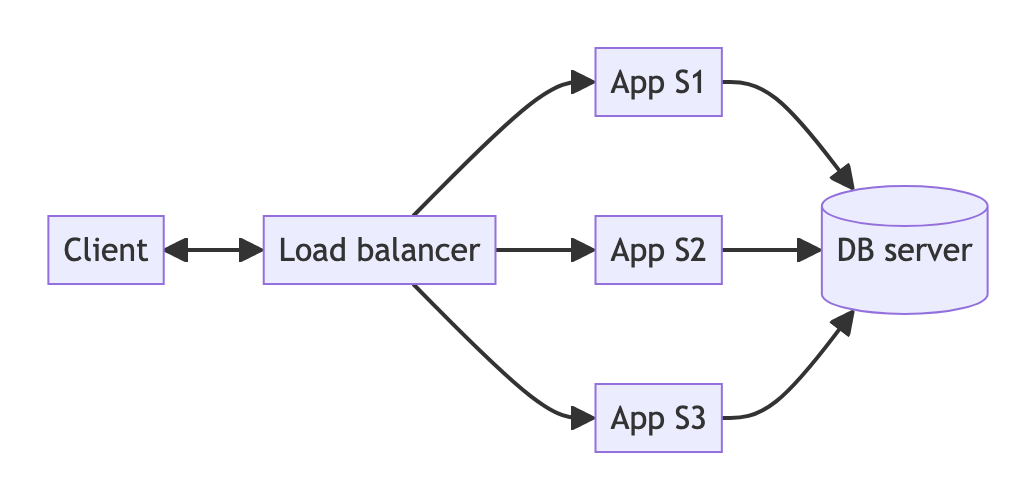 Client
Load balancer
App S1
App S2
App S3
DB server